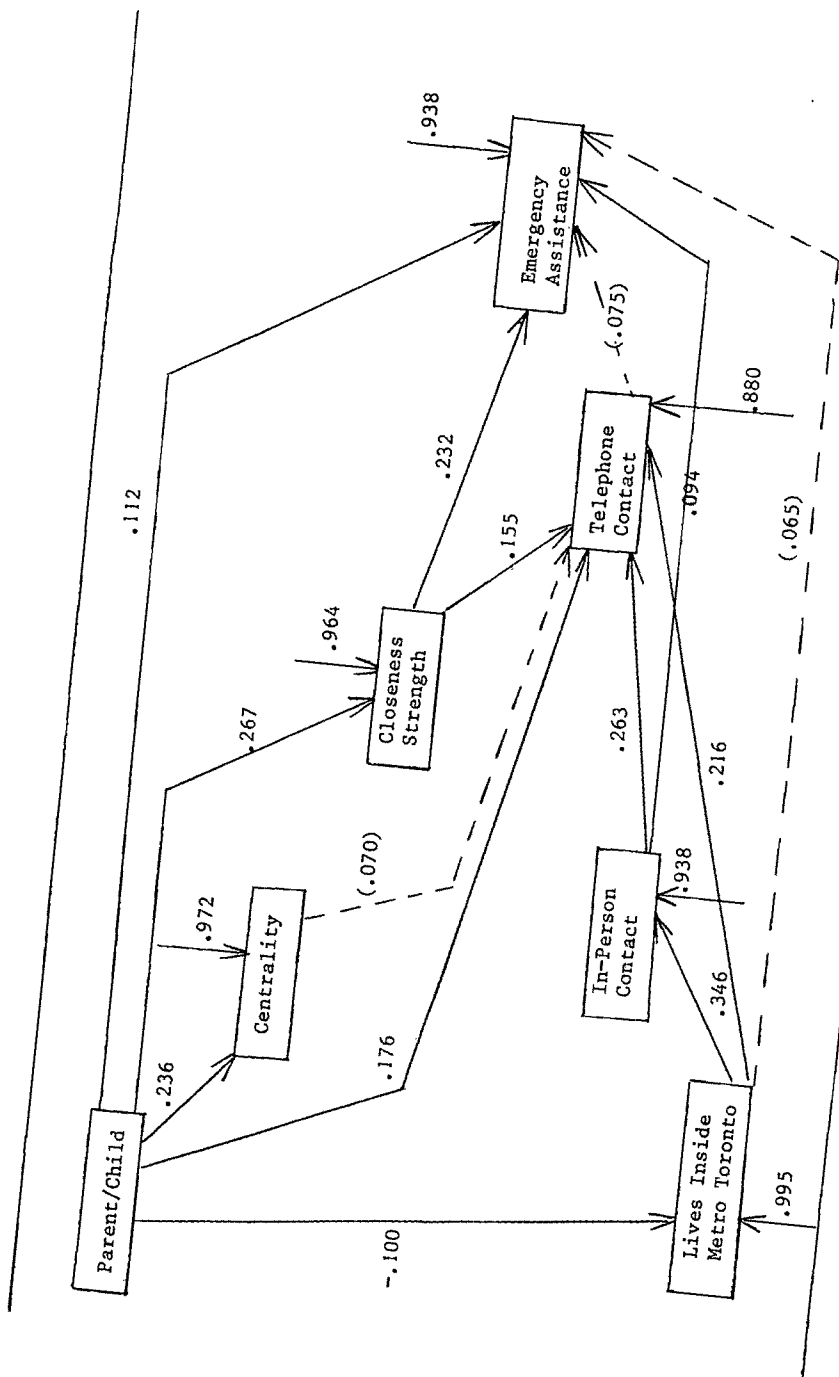 .112
Parent/Child
.236
.972
.267
Centrality
.964
.938
Closeness
Strength
.232
Emergency
Assistance
(.070)
.155
.176
(.075)
Telephone
Contact
-.100
.263
.880
In-Person
Contact
.094
.938
.216
.346
Lives Inside
Metro Toronto
(.065)
.995